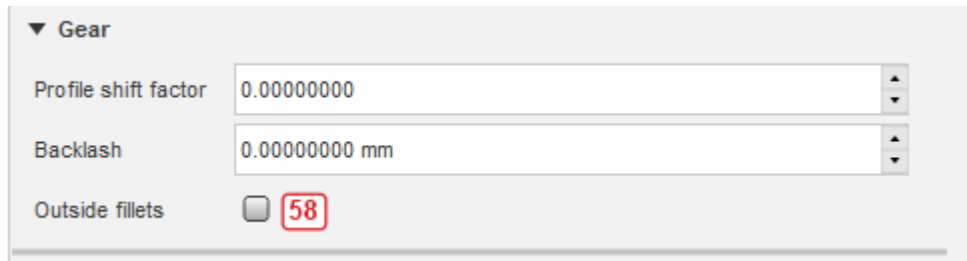 Gear
Profile shift factor 0.00000000
Backlash 0.00000000 mm
Outside fillets 58